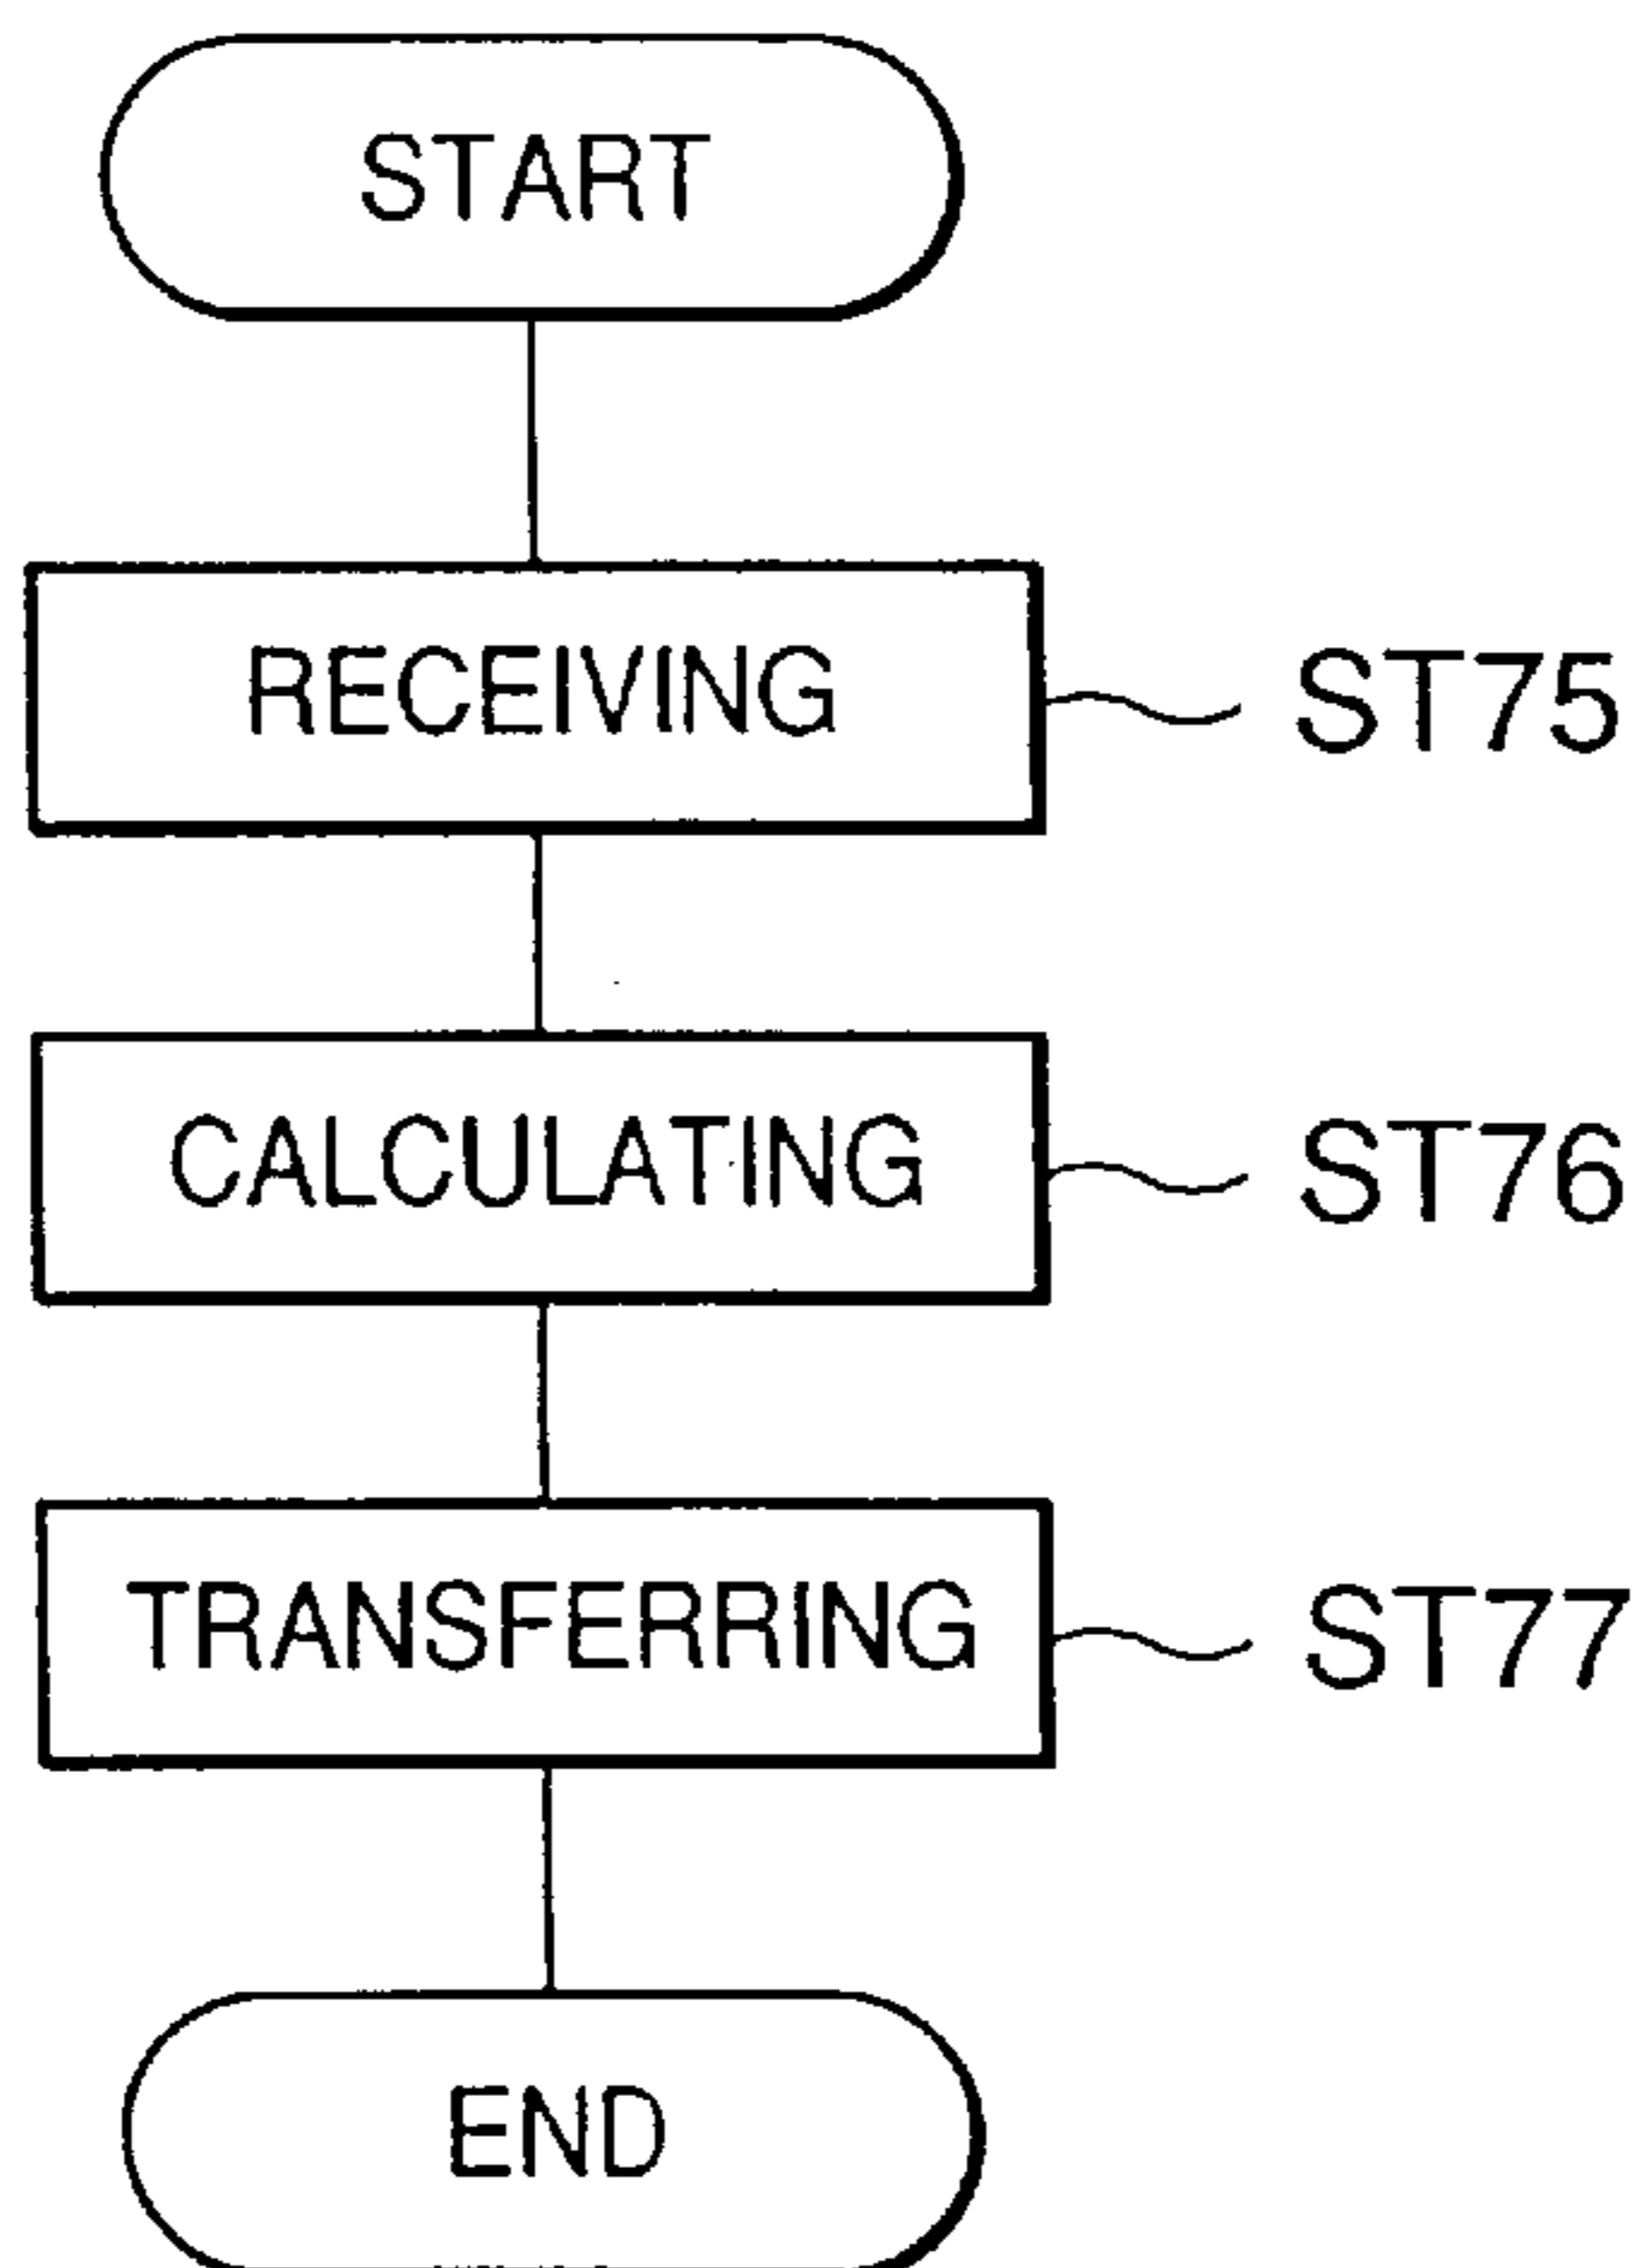 START
RECEIVING ST75
CALCULATING ST76
TRANSFERRING ST77
END